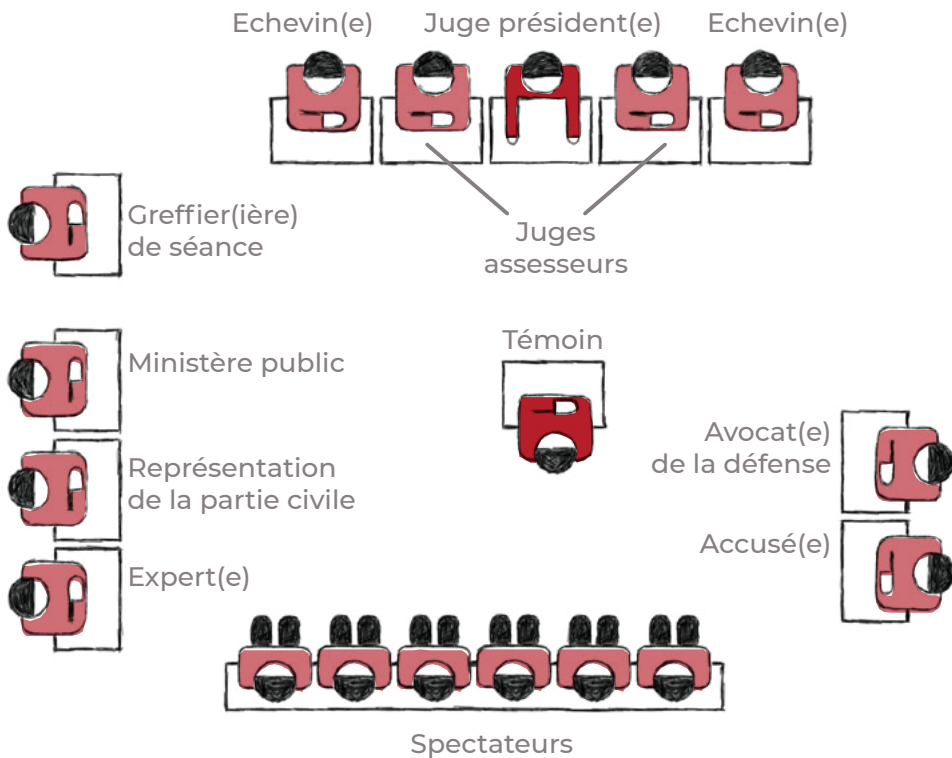 Echevin(e)
Juge président(e)
Echevin(e)
Juges
assesseurs
Greffier(ière)
de séance
Ministère public
Témoin
Représentation
de la partie civile
Avocat(e)
de la défense
Expert(e)
Accusé(e)
Spectateurs